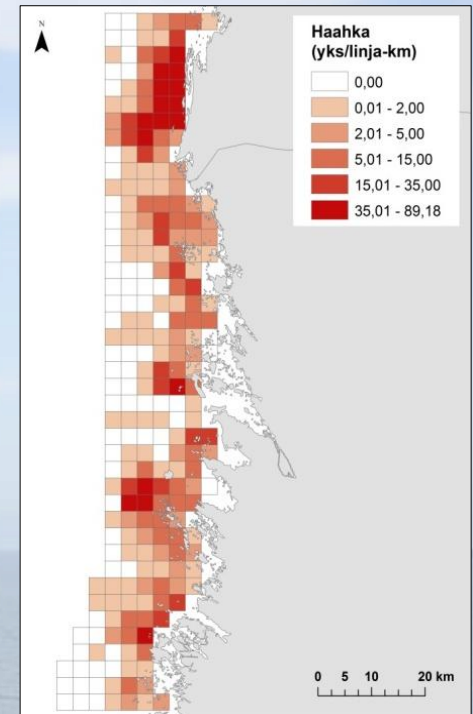 N
Haahka
(yks/linja-km)
0,00
0,01 - 2,00
2,01 - 5,00
5,01 - 15,00
15,01 - 35,00
35,01 - 89,18
0 5 10 20 km